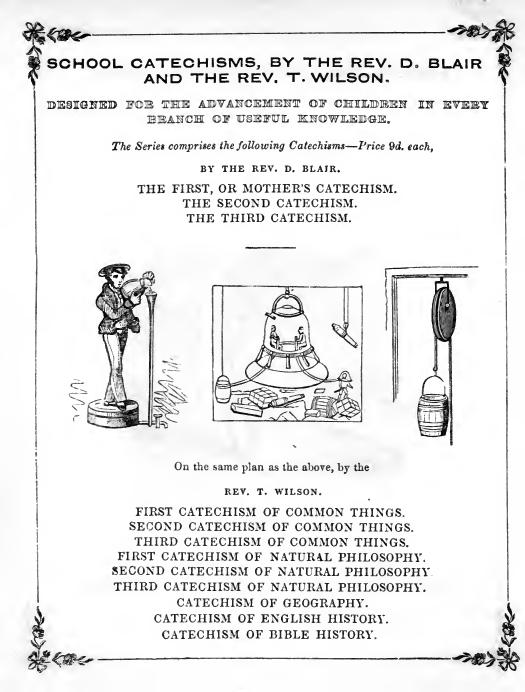 SCHOOL CATECHISMS, BY THE REV. D. BLAIR
AND THE REV. T. WILSON.
DESIGNED FOR THE ADVANCEMENT OF CHILDREN IN EVERY
BRANCH OF USEFUL KNOWLEDGE.
The Series comprises the following Catechisms—Price 9d. each,
BY THE REV. D. BLAIR.
THE FIRST, OR MOTHER'S CATECHISM.
THE SECOND CATECHISM.
THE THIRD CATECHISM.
On the same plan as the above, by the
REV. T. WILSON.
FIRST CATECHISM OF COMMON THINGS.
SECOND CATECHISM OF COMMON THINGS.
THIRD CATECHISM OF COMMON THINGS.
FIRST CATECHISM OF NATURAL PHILOSOPHY.
SECOND CATECHISM OF NATURAL PHILOSOPHY
THIRD CATECHISM OF NATURAL PHILOSOPHY.
CATECHISM OF GEOGRAPHY.
CATECHISM OF ENGLISH HISTORY.
CATECHISM OF BIBLE HISTORY.